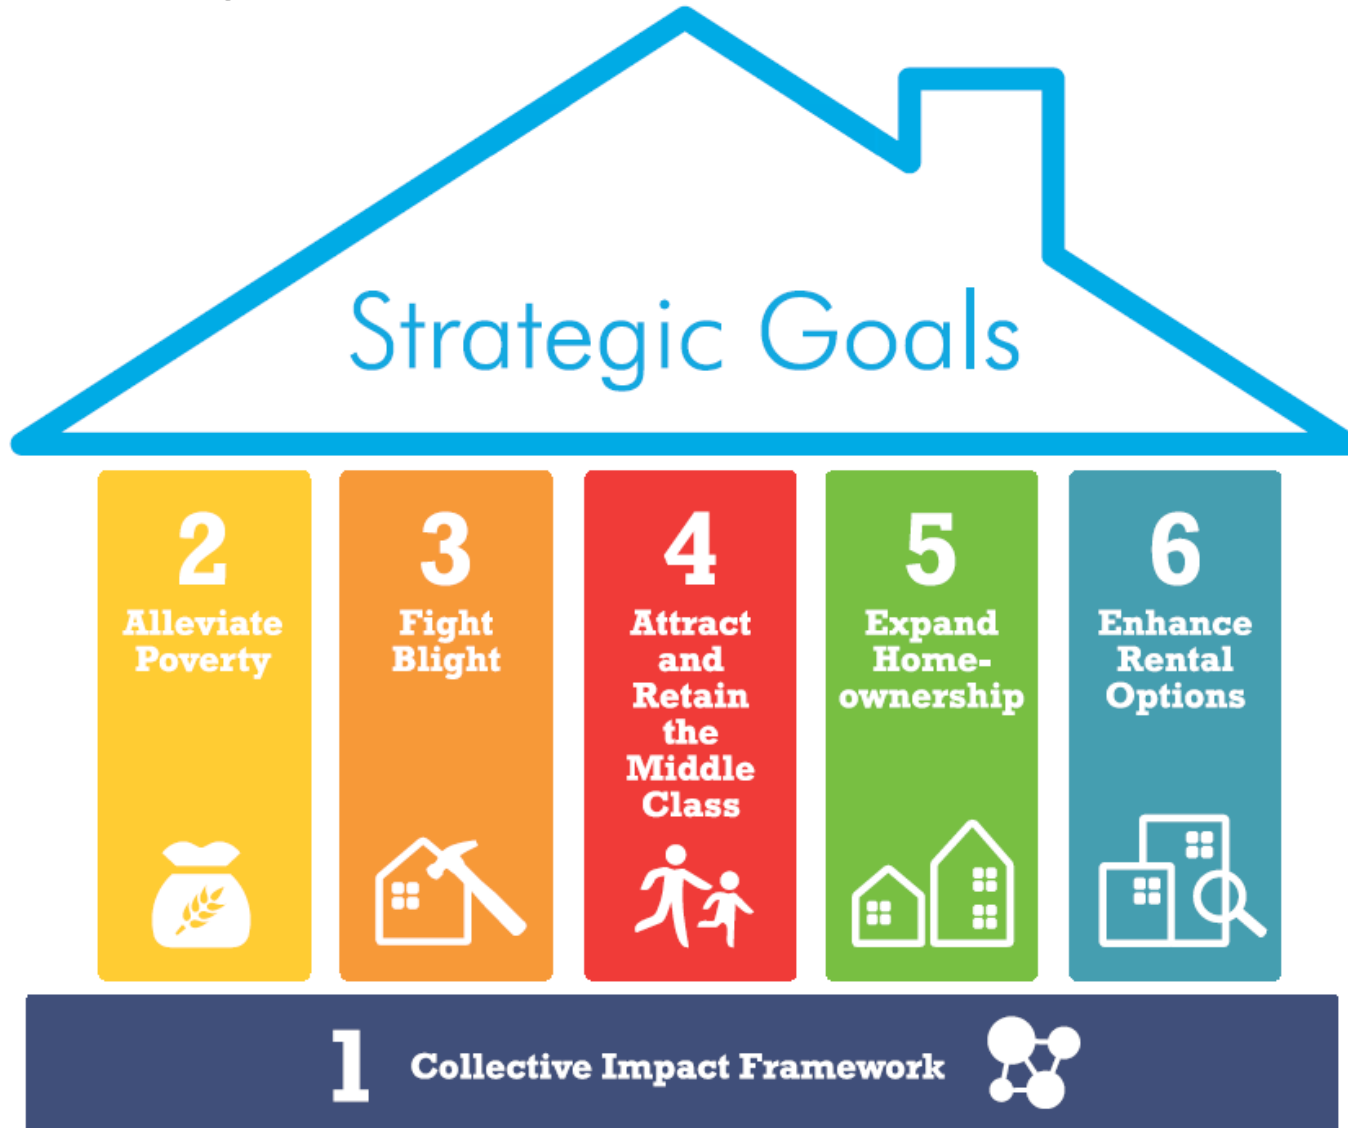 Strategic Goals
2
Alleviate
Poverty
3
Fight
Blight
4
Attract
and
Retain
the
Middle
Class
5
Expand
Home-
ownership
6
Enhance
Rental
Options
1 Collective Impact Framework